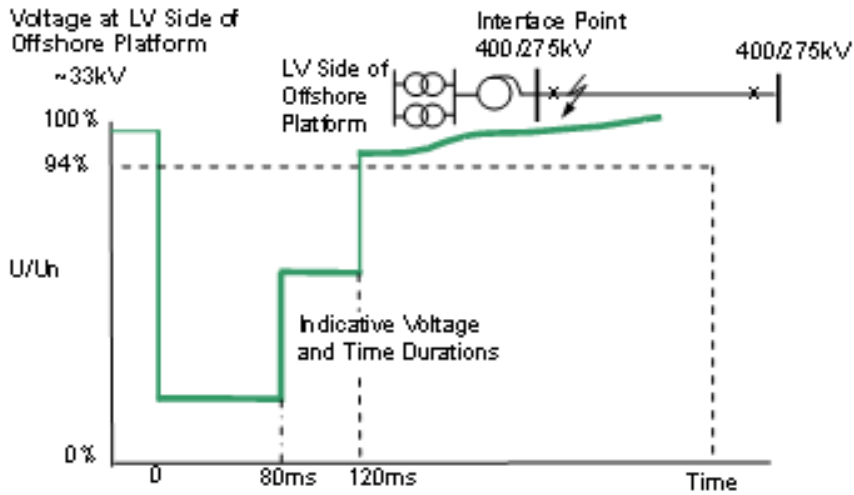 Voltage at LV Side of
Offshore Platform
~33kV
Interface Point
400/275kV
400/275kV
LV Side of
Offshore
Platform
100%
94%
U/Un
Indicative Voltage
and Time Durations
0%
0
80ms
120ms
Time